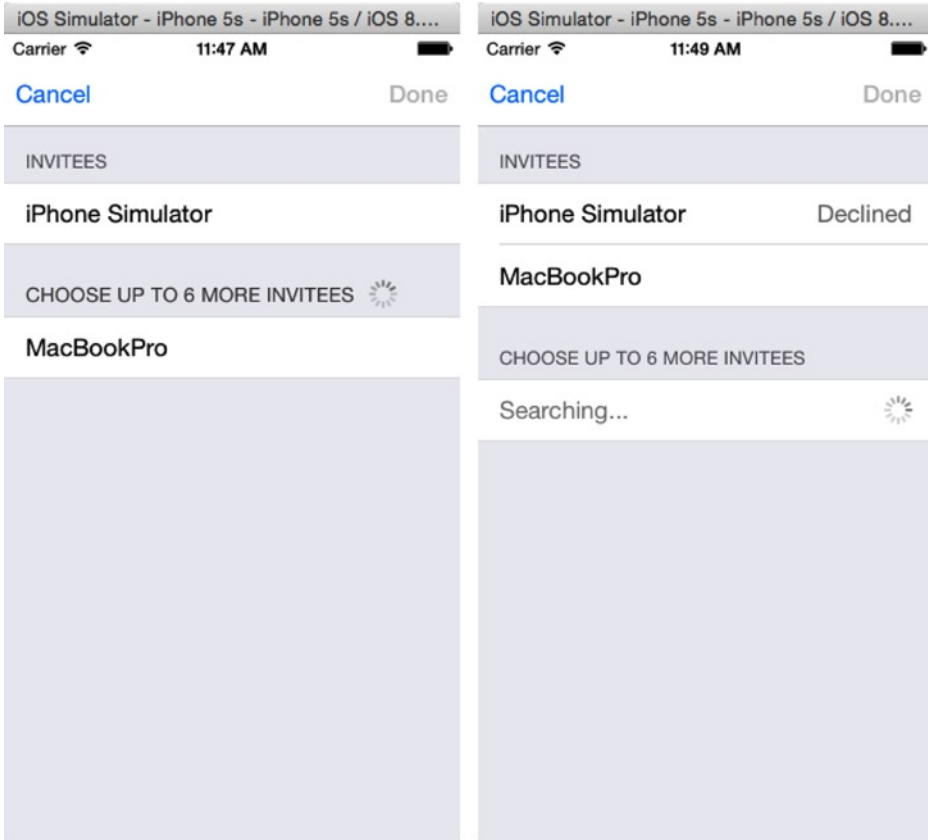 iOS Simulator - iPhone 5s - iPhone 5s / iOS 8....
Carrier 11:47 AM
Cancel Done
INVITEES
iPhone Simulator
CHOOSE UP TO 6 MORE INVITEES
MacBookPro
iOS Simulator - iPhone 5s - iPhone 5s / iOS 8....
Carrier 11:49 AM
Cancel Done
INVITEES
iPhone Simulator Declined
MacBookPro
CHOOSE UP TO 6 MORE INVITEES
Searching...